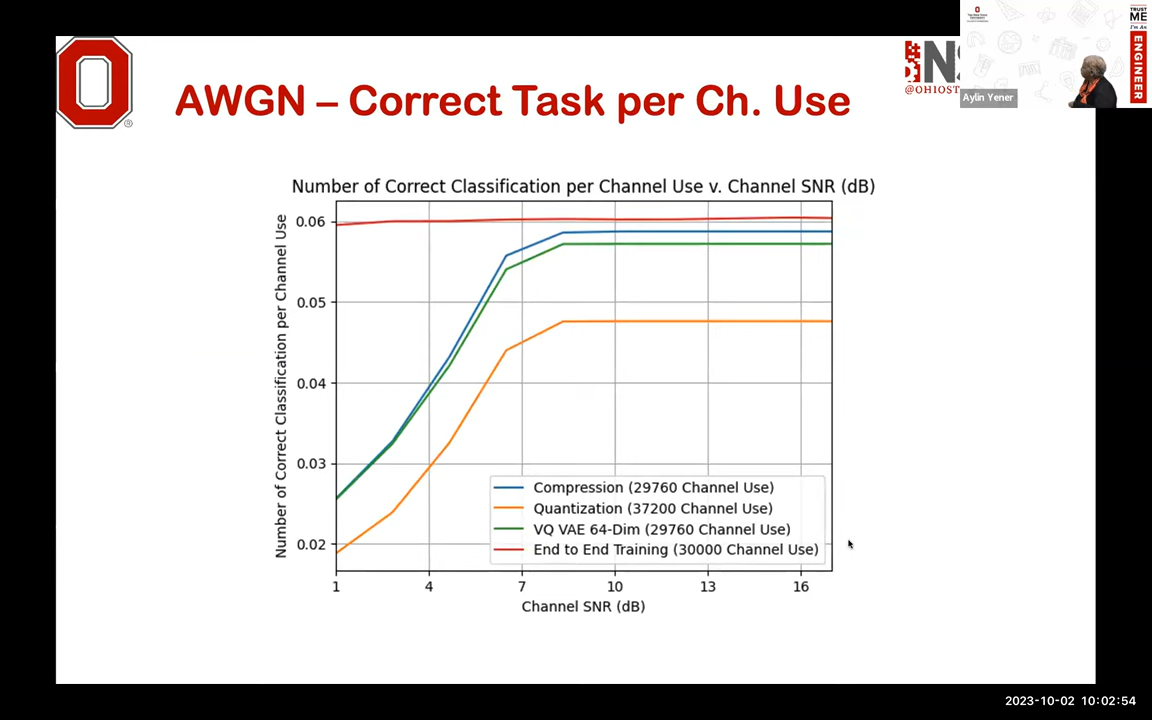 TRUST
ME
I'm An
ENGINEER
AWGN – Correct Task per Ch. Use
@OHIOST
Aylin Yener
Number of Correct Classification per Channel Use v. Channel SNR (dB)
Number of Correct Classification per Channel Use
0.06
0.05
0.04
0.03
0.02
Compression (29760 Channel Use)
Quantization (37200 Channel Use)
VQ VAE 64-Dim (29760 Channel Use)
End to End Training (30000 Channel Use)
1 4 7 10 13 16
Channel SNR (dB)
2023-10-02 10:02:54